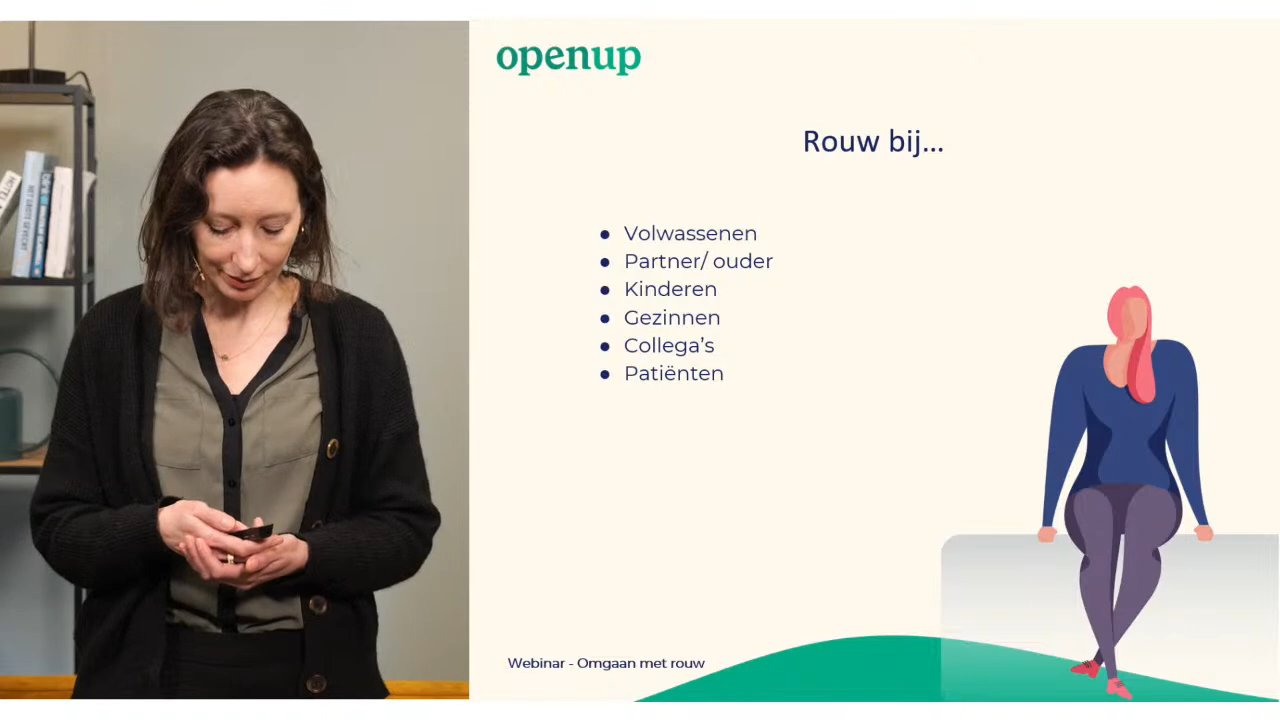 openup
Rouw bij...
● Volwassenen
● Partner/ ouder
● Kinderen
● Gezinnen
● Collega's
● Patiënten
Webinar - Omgaan met rouw